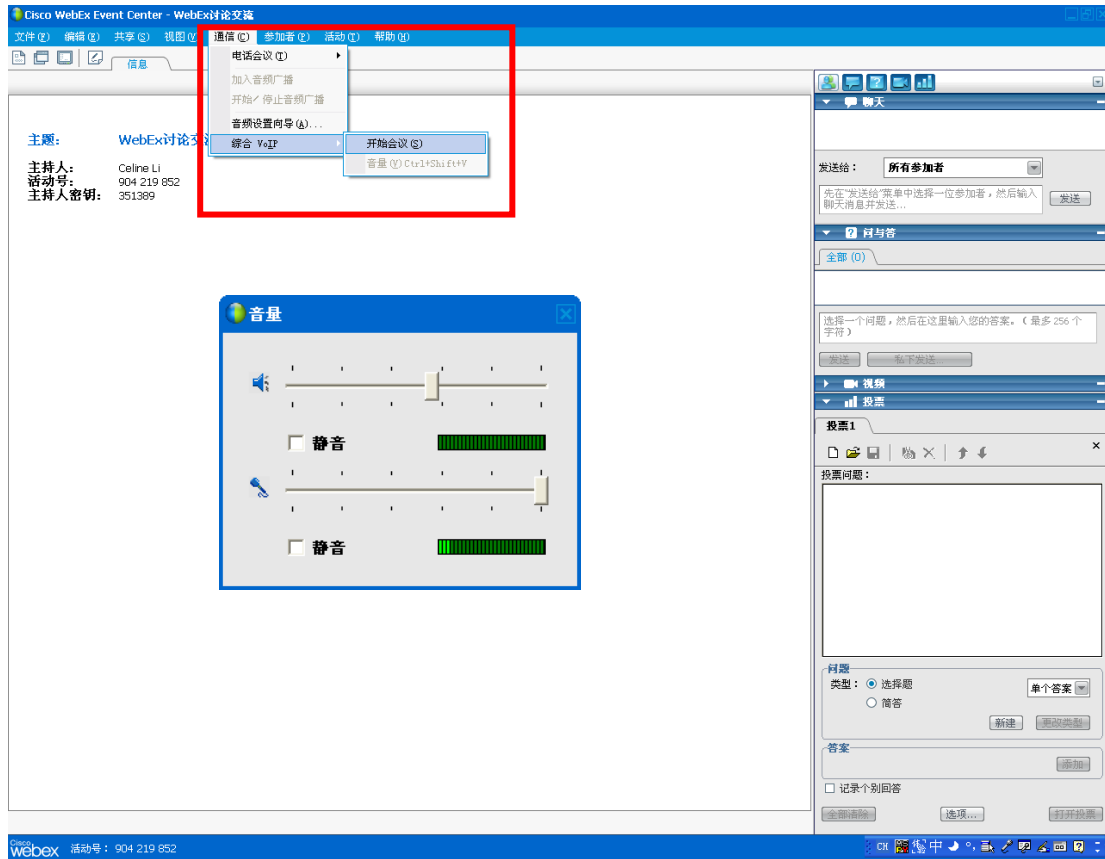 Cisco WebEx Event Center - WebEx讨论交流
文件(F) 编辑(E) 共享(S) 视图(V) 通信(C) 参加者(P) 活动(T) 帮助(H)
信息
电话会议(T)
加入音频广播
开始/停止音频广播
音频设置向导(A)...
综合 VoIP
开始会议(S)
音量(V) Ctrl+Shift+V
主题: WebEx讨论交
主持人: Celine Li
活动号: 904 219 852
主持人密钥: 351389
音量
静音
静音
聊天
发送给： 所有参加者
先在"发送给"菜单中选择一位参加者，然后输入
聊天消息并发送...
发送
问与答
全部 (0)
选择一个问题，然后在这里输入您的答案。（最多 256 个
字符）
发送 私下发送
视频
投票
投票1
投票问题：
问题
类型： 选择题 单个答案
简答
新建 更改类型
答案
添加
记录个别回答
全部清除 选项... 打开投票
Cisco
webex 活动号： 904 219 852
CH 中